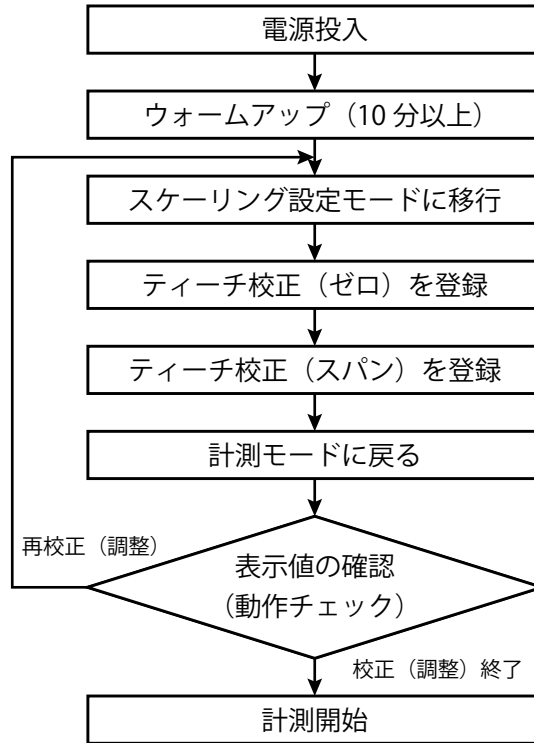 電源投入
ウォームアップ（10 分以上）
スケーリング設定モードに移行
ティーチ校正（ゼロ）を登録
ティーチ校正（スパン）を登録
計測モードに戻る
再校正（調整）
表示値の確認
（動作チェック）
校正（調整）終了
計測開始